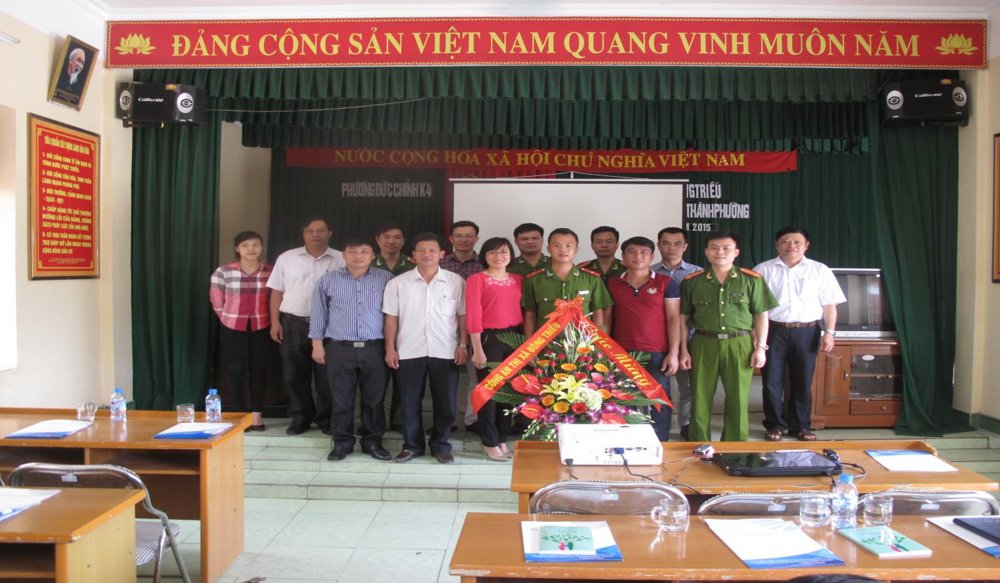 ĐẢNG CỘNG SẢN VIỆT NAM QUANG VINH MUÔN NĂM
California
California
TIÊU CHUẨN XÂY DỰNG LÀNG VĂN HÓA
1- ĐỜI SỐNG KINH TẾ ỔN ĐỊNH VÀ
TỪNG BƯỚC PHÁT TRIỂN.
2- ĐỜI SỐNG VĂN HÓA, TINH THẦN
LÀNH MẠNH PHONG PHÚ.
3- MÔI TRƯỜNG, CẢNH QUAN XANH
- SẠCH - ĐẸP.
4- CHẤP HÀNH TỐT CHỦ TRƯƠNG
ĐƯỜNG LỐI CỦA ĐẢNG, CHÍNH
SÁCH PHÁP LUẬT CỦA NHÀ NƯỚC.
5- CÓ TINH THẦN ĐOÀN KẾT TƯƠNG
TRỢ GIÚP ĐỠ LẪN NHAU TRONG
CỘNG ĐỒNG DÂN CƯ.
NƯỚC CỘNG HÒA XÃ HỘI CHỦ NGHĨA VIỆT NAM
PHƯỜNG ĐỨC CHÍNH K4
G TRIỀU
THÀNH PHƯỜNG
2015
CÔNG AN THỊ XÃ ĐÔNG TRIỀU
Mừng